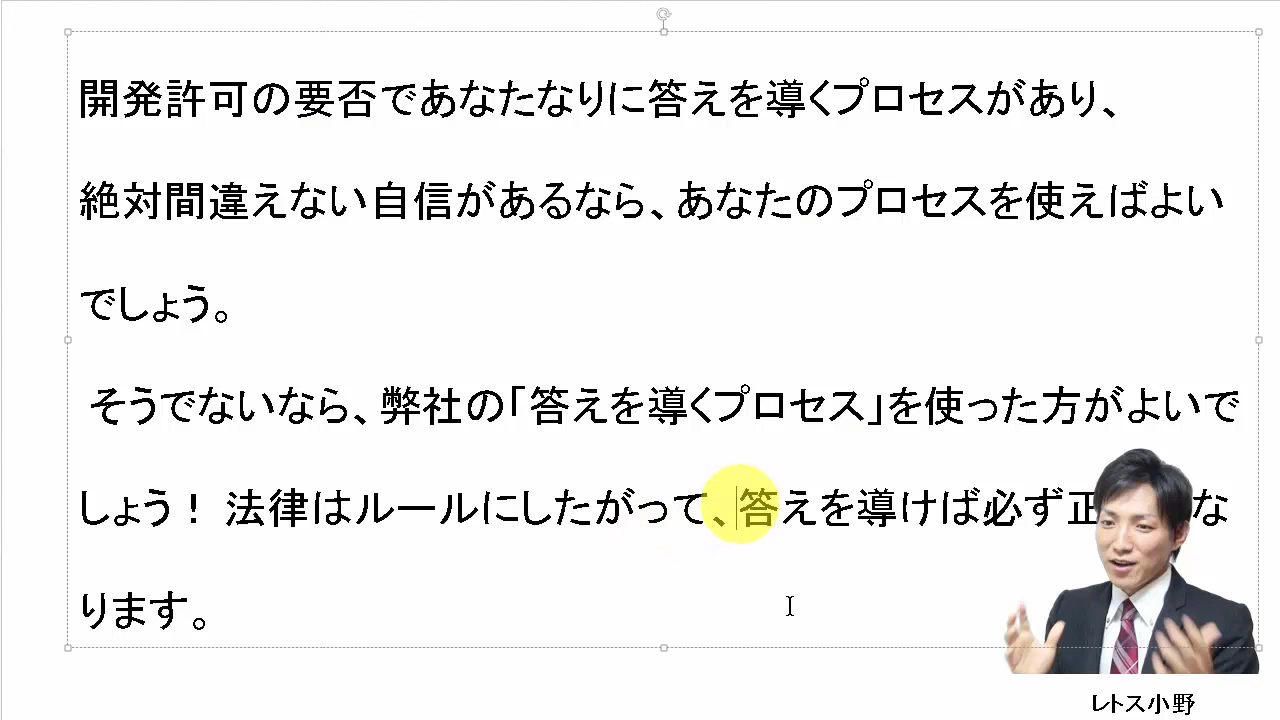 開発許可の要否であなたなりに答えを導くプロセスがあり、
絶対間違えない自信があるなら、あなたのプロセスを使えばよい
でしょう。
そうでないなら、弊社の「答えを導くプロセス」を使った方がよいで
しょう！ 法律はルールにしたがって、答えを導けば必ず正 な
ります。
レトス小野